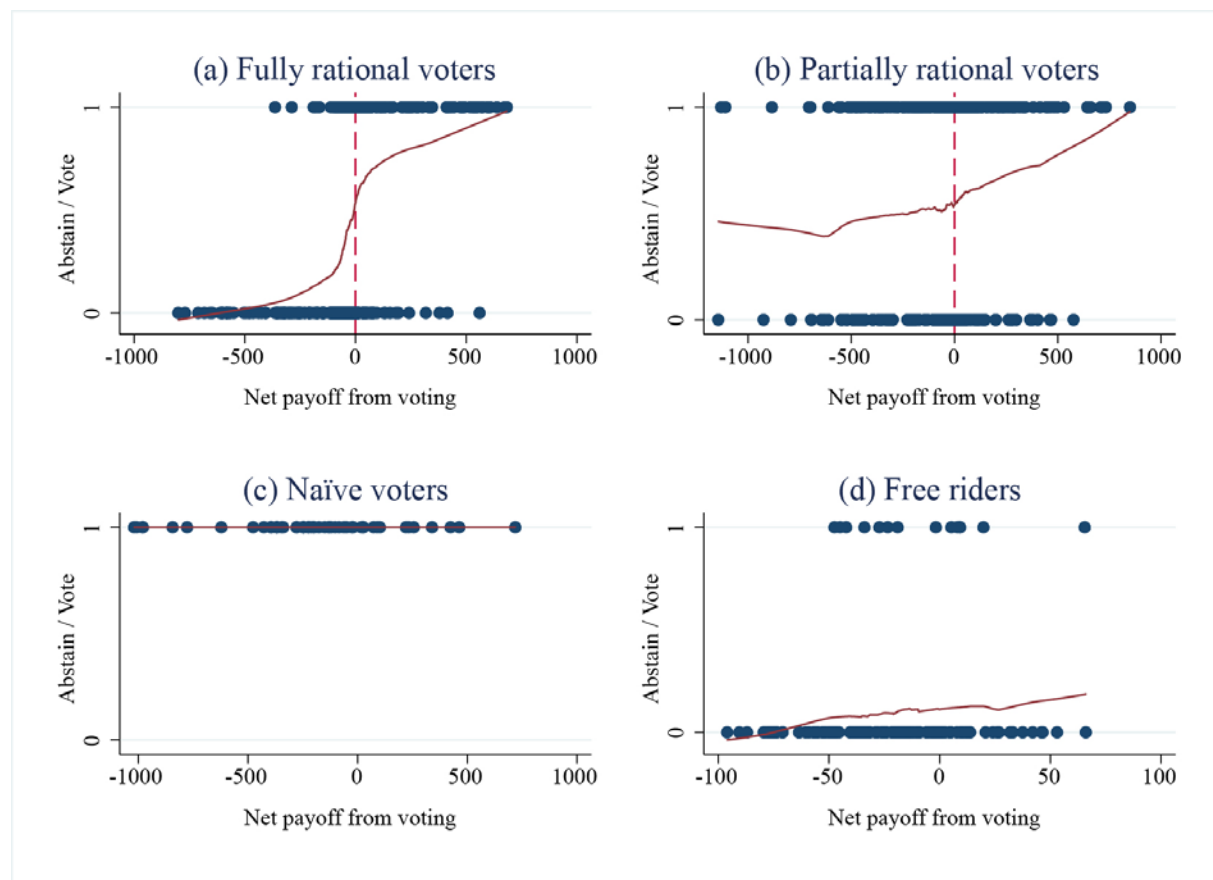 (a) Fully rational voters
Abstain / Vote
1
0
-1000 -500 0 500 1000
Net payoff from voting
(b) Partially rational voters
Abstain / Vote
1
0
-1000 -500 0 500 1000
Net payoff from voting
(c) Naïve voters
Abstain / Vote
1
0
-1000 -500 0 500 1000
Net payoff from voting
(d) Free riders
Abstain / Vote
1
0
-100 -50 0 50 100
Net payoff from voting